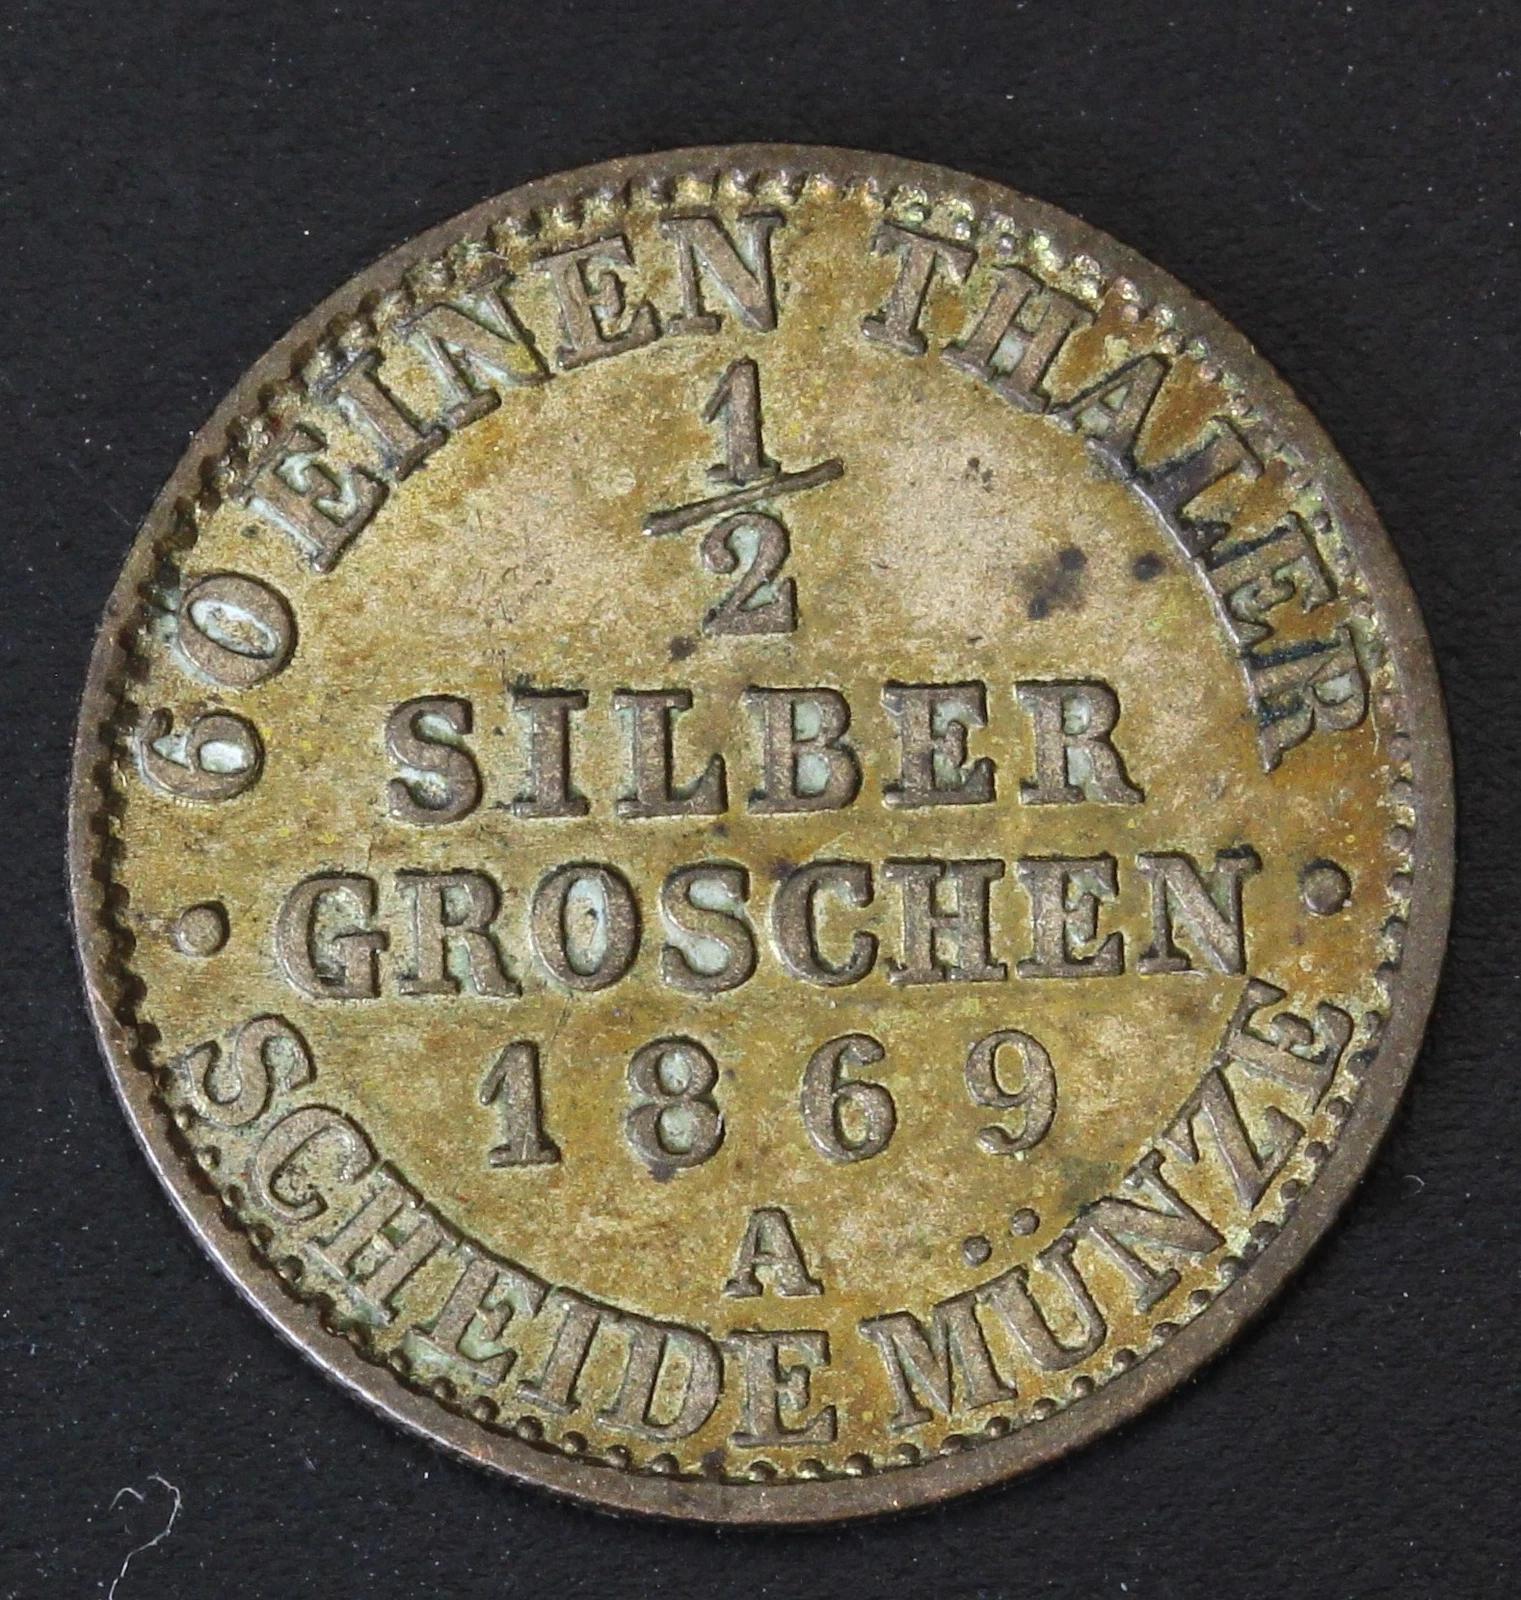 60 EINEN THALER
1/2
SILBER
GROSCHEN
1869
A
SCHEIDE MÜNZE